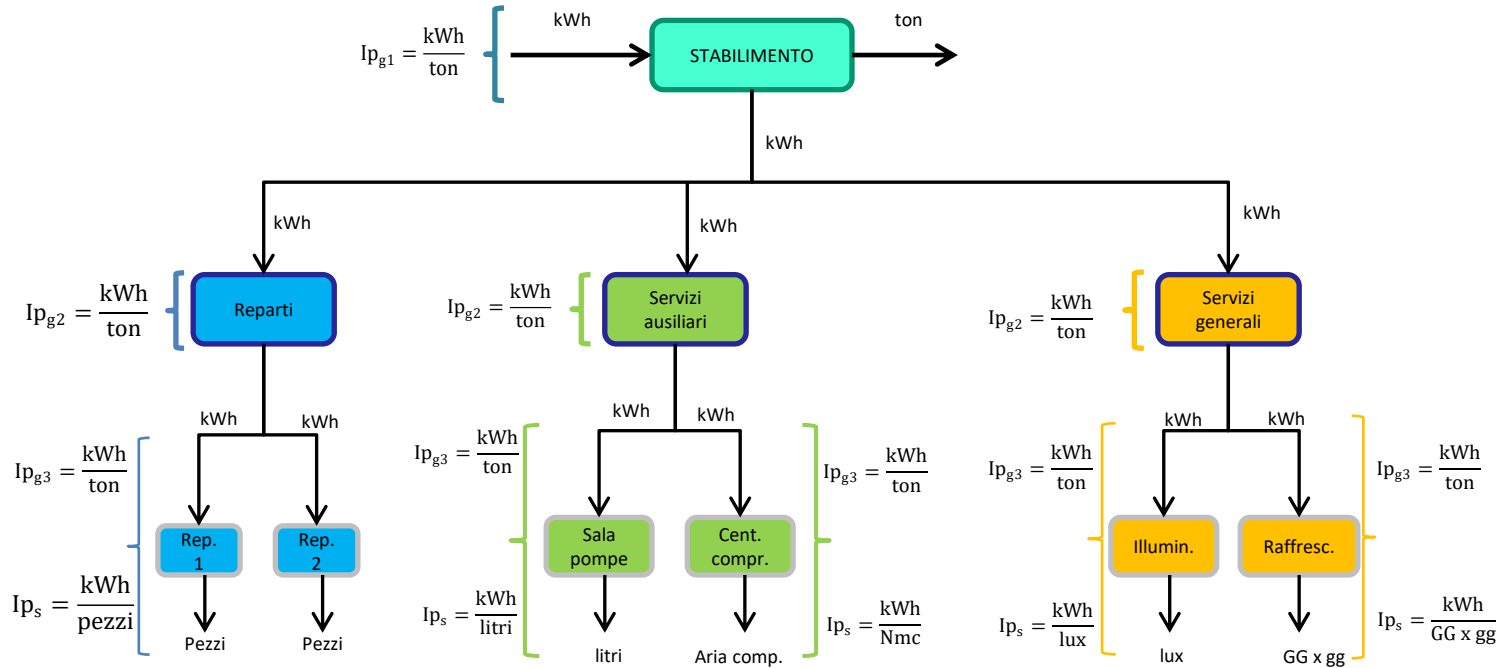 kWh
ton
Ip_g1 = kWh/ton
STABILIMENTO
kWh
kWh
kWh
kWh
Ip_g2 = kWh/ton
Reparti
Ip_g2 = kWh/ton
Servizi
ausiliari
Ip_g2 = kWh/ton
Servizi
generali
kWh
kWh
kWh
kWh
kWh
kWh
Ip_g3 = kWh/ton
Ip_g3 = kWh/ton
Ip_g3 = kWh/ton
Ip_g3 = kWh/ton
Ip_g3 = kWh/ton
Rep.
1
Rep.
2
Sala
pompe
Cent.
compr.
Illumin.
Raffresc.
Ip_s = kWh/pezzi
Ip_s = kWh/litri
Ip_s = kWh/Nmc
Ip_s = kWh/lux
Ip_s = kWh/GG x gg
Pezzi
Pezzi
litri
Aria comp.
lux
GG x gg